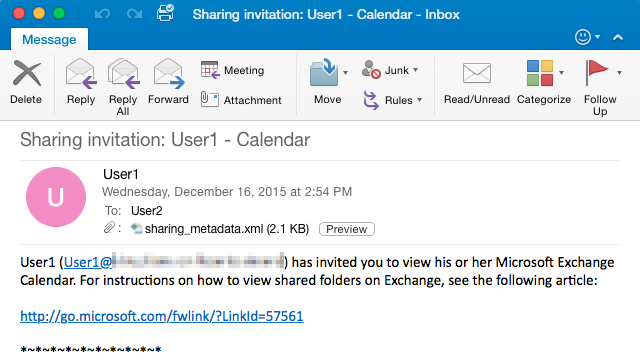 Sharing invitation: User1 - Calendar - Inbox
Message
Delete
Reply
Reply All
Forward
Meeting
Attachment
Move
Junk
Rules
Read/Unread
Categorize
Follow Up
Sharing invitation: User1 - Calendar
U
User1
Wednesday, December 16, 2015 at 2:54 PM
To: User2
sharing_metadata.xml (2.1 KB) Preview
User1 (User1@ ) has invited you to view his or her Microsoft Exchange
Calendar. For instructions on how to view shared folders on Exchange, see the following article:
http://go.microsoft.com/fwlink/?LinkId=57561
*~*~*~*~*~*~*~*~*~*